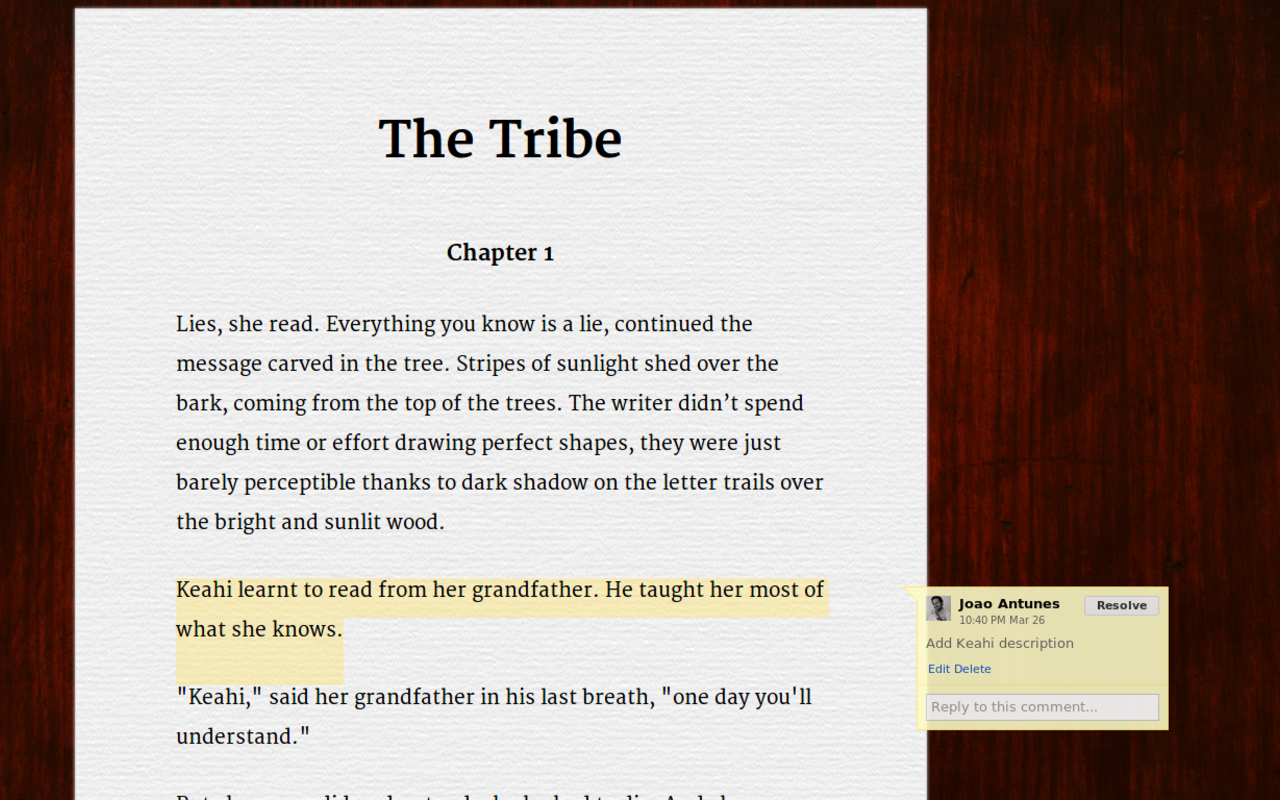 The Tribe
Chapter 1
Lies, she read. Everything you know is a lie, continued the
message carved in the tree. Stripes of sunlight shed over the
bark, coming from the top of the trees. The writer didn’t spend
enough time or effort drawing perfect shapes, they were just
barely perceptible thanks to dark shadow on the letter trails over
the bright and sunlit wood.
Keahi learnt to read from her grandfather. He taught her most of
what she knows.
"Keahi," said her grandfather in his last breath, "one day you'll
understand."
Joao Antunes
Resolve
10:40 PM Mar 26
Add Keahi description
Edit Delete
Reply to this comment...